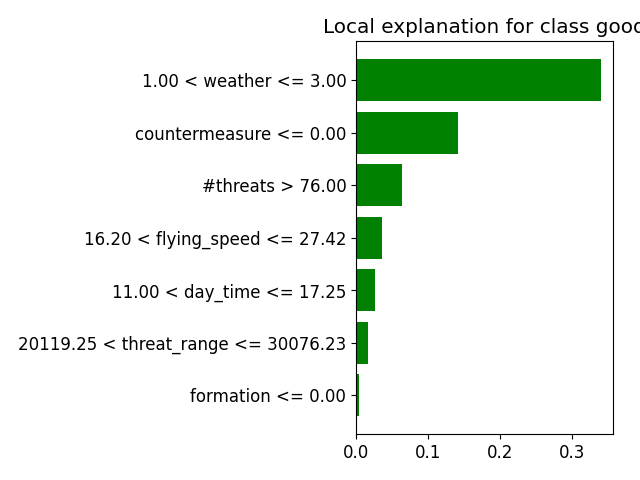 Local explanation for class good
1.00 < weather <= 3.00
countermeasure <= 0.00
#threats > 76.00
16.20 < flying_speed <= 27.42
11.00 < day_time <= 17.25
20119.25 < threat_range <= 30076.23
formation <= 0.00
0.0 0.1 0.2 0.3